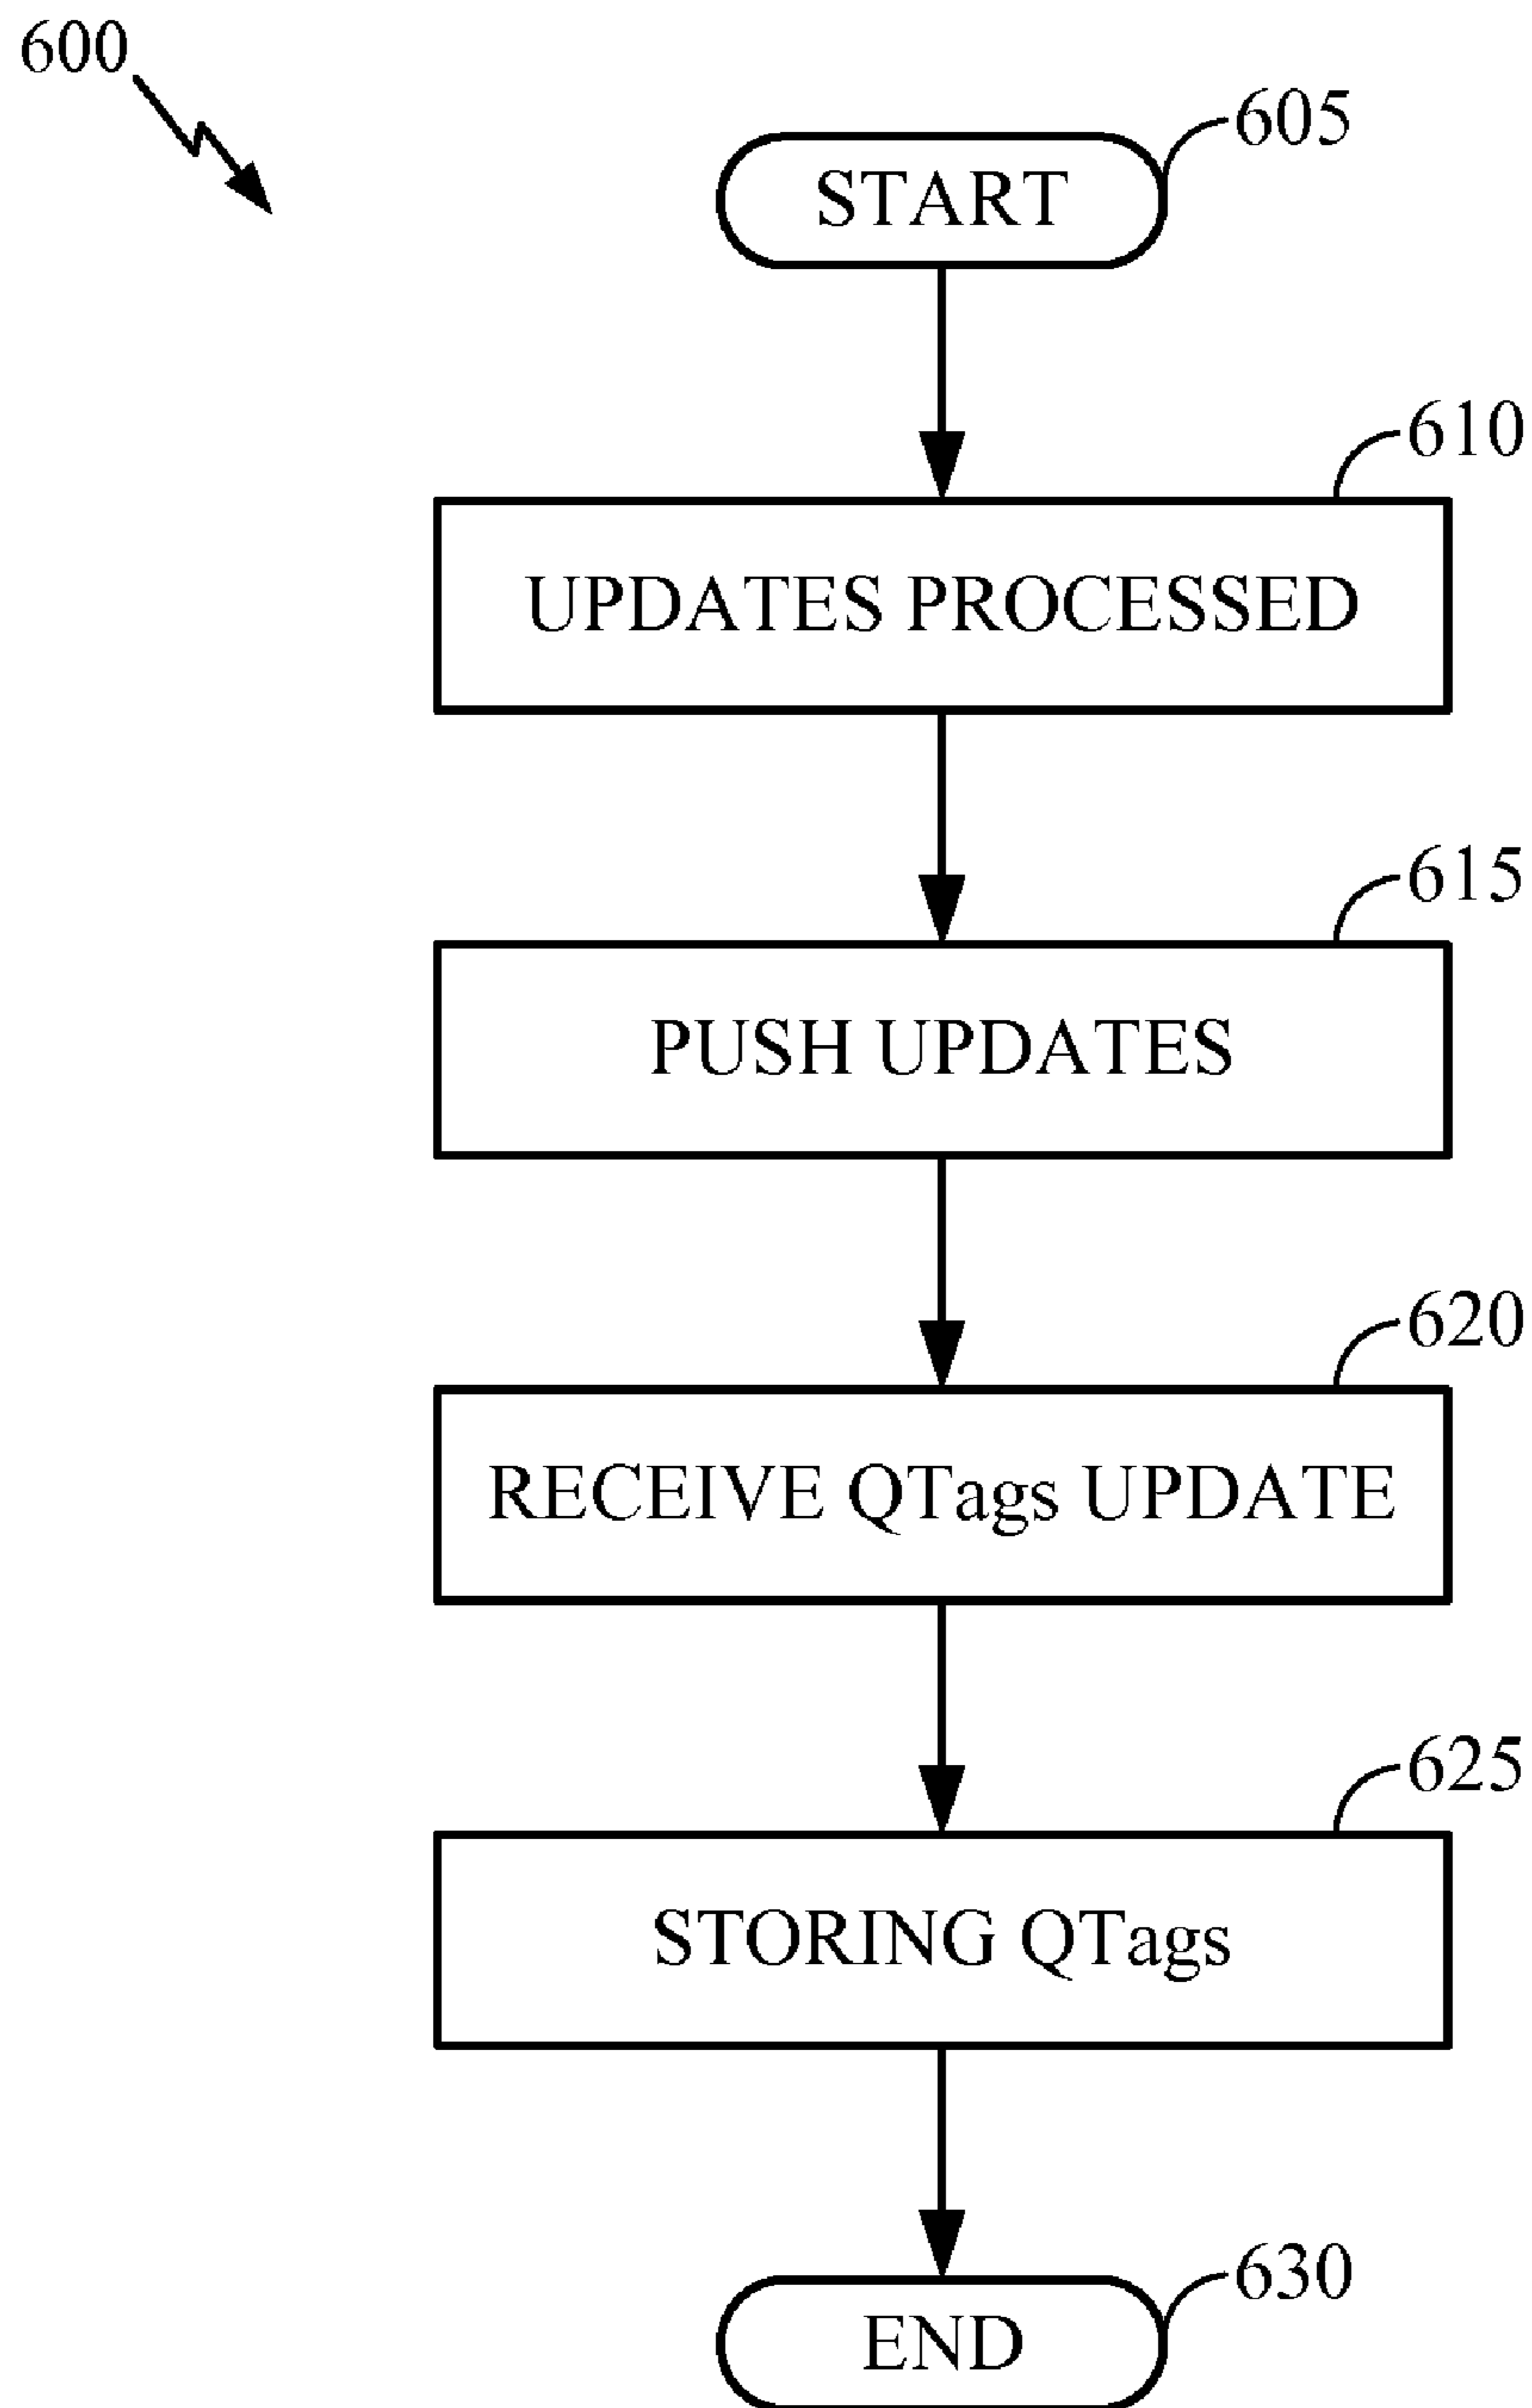 600
605
START
610
UPDATES PROCESSED
615
PUSH UPDATES
620
RECEIVE QTags UPDATE
625
STORING QTags
630
END